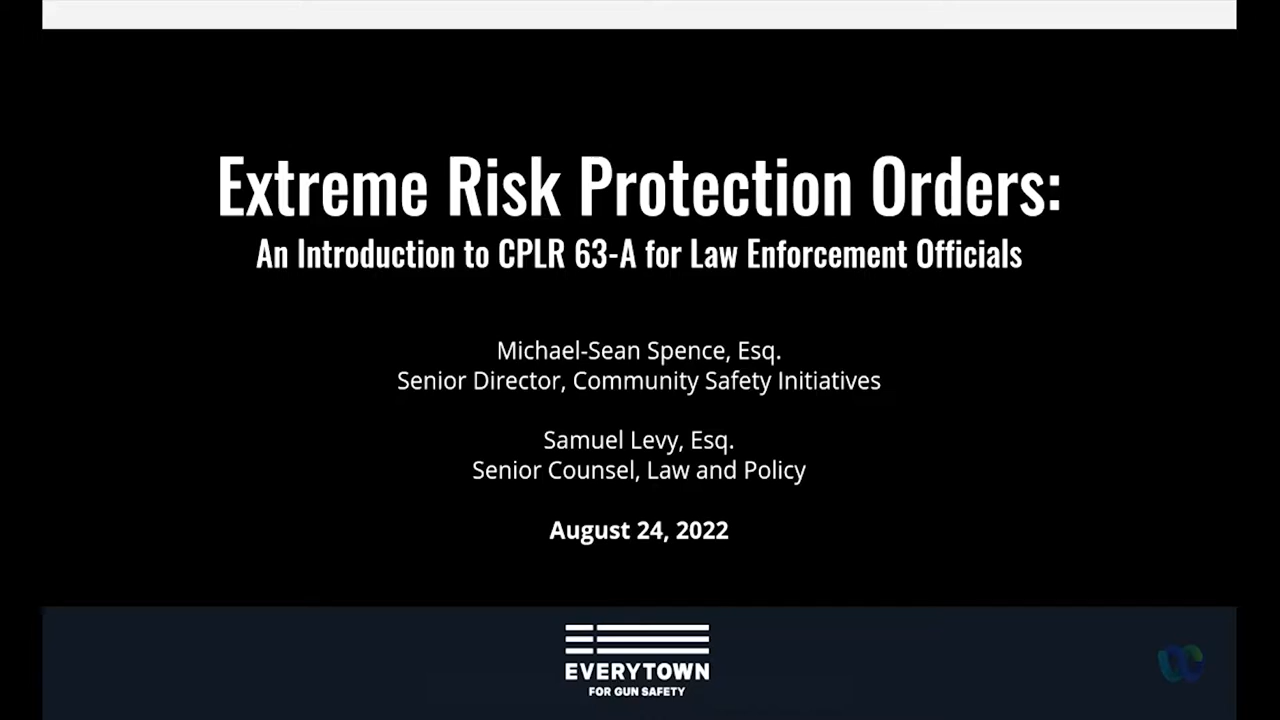 Extreme Risk Protection Orders:
An Introduction to CPLR 63-A for Law Enforcement Officials
Michael-Sean Spence, Esq.
Senior Director, Community Safety Initiatives
Samuel Levy, Esq.
Senior Counsel, Law and Policy
August 24, 2022
EVERYTOWN
FOR GUN SAFETY